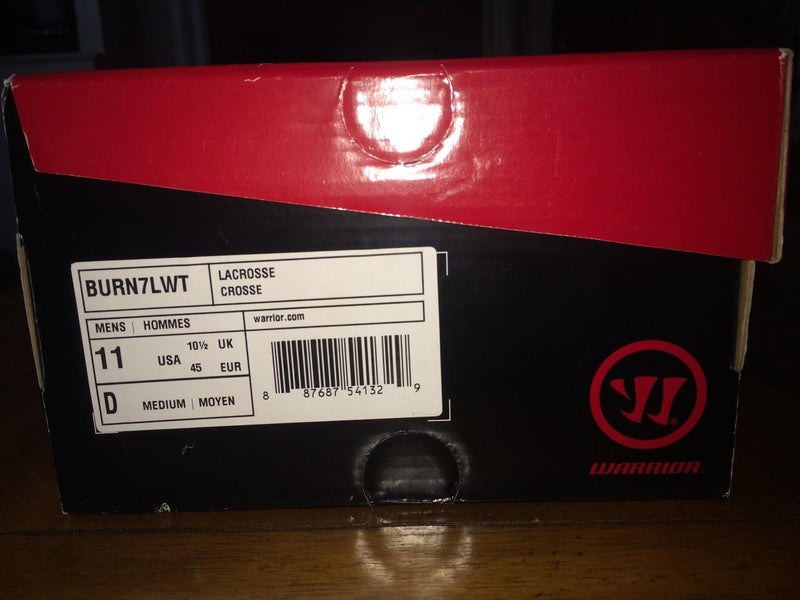 BURN7LWT
LACROSSE
CROSSE
MENS | HOMMES
warrior.com
11 USA 10½ UK
45 EUR
D MEDIUM | MOYEN
8 87687 54132 9
WARRIOR